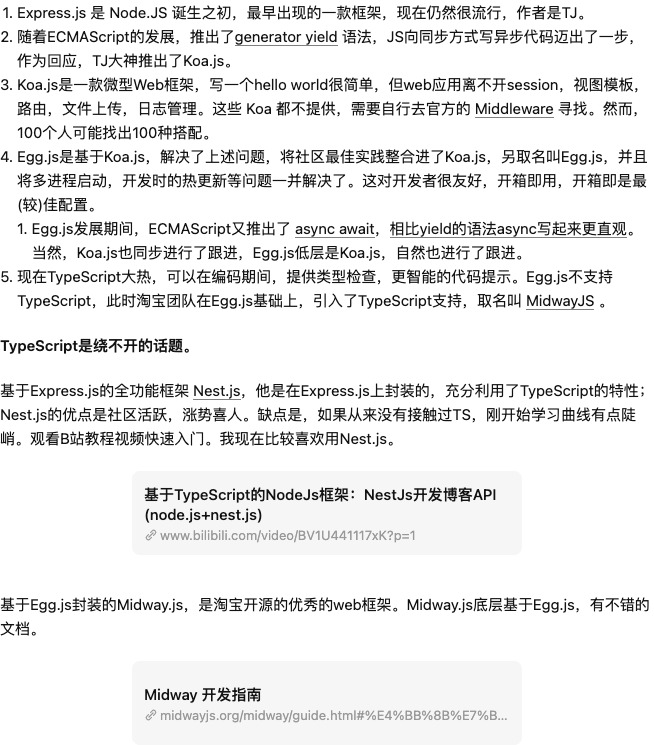 1. Express.js 是 Node.JS 诞生之初，最早出现的一款框架，现在仍然很流行，作者是TJ。
2. 随着ECMAScript的发展，推出了generator yield 语法，JS向同步方式写异步代码迈出了一步，
作为回应，TJ大神推出了Koa.js。
3. Koa.js是一款微型Web框架，写一个hello world很简单，但web应用离不开session，视图模板，
路由，文件上传，日志管理。这些 Koa 都不提供，需要自行去官方的 Middleware 寻找。然而，
100个人可能找出100种搭配。
4. Egg.js是基于Koa.js，解决了上述问题，将社区最佳实践整合进了Koa.js，另取名叫Egg.js，并且
将多进程启动，开发时的热更新等问题一并解决了。这对开发者很友好，开箱即用，开箱即是最
(较)佳配置。
1. Egg.js发展期间，ECMAScript又推出了 async await，相比yield的语法async写起来更直观。
当然，Koa.js也同步进行了跟进，Egg.js低层是Koa.js，自然也进行了跟进。
5. 现在TypeScript大热，可以在编码期间，提供类型检查，更智能的代码提示。Egg.js不支持
TypeScript，此时淘宝团队在Egg.js基础上，引入了TypeScript支持，取名叫 MidwayJS 。
TypeScript是绕不开的话题。
基于Express.js的全功能框架 Nest.js，他是在Express.js上封装的，充分利用了TypeScript的特性；
Nest.js的优点是社区活跃，涨势喜人。缺点是，如果从来没有接触过TS，刚开始学习曲线有点陡
峭。观看B站教程视频快速入门。我现在比较喜欢用Nest.js。
基于TypeScript的NodeJs框架：NestJs开发博客API
(node.js+nest.js)
www.bilibili.com/video/BV1U441117xK?p=1
基于Egg.js封装的Midway.js，是淘宝开源的优秀的web框架。Midway.js底层基于Egg.js，有不错的
文档。
Midway 开发指南
midwayjs.org/midway/guide.html#%E4%BB%8B%E7%B...